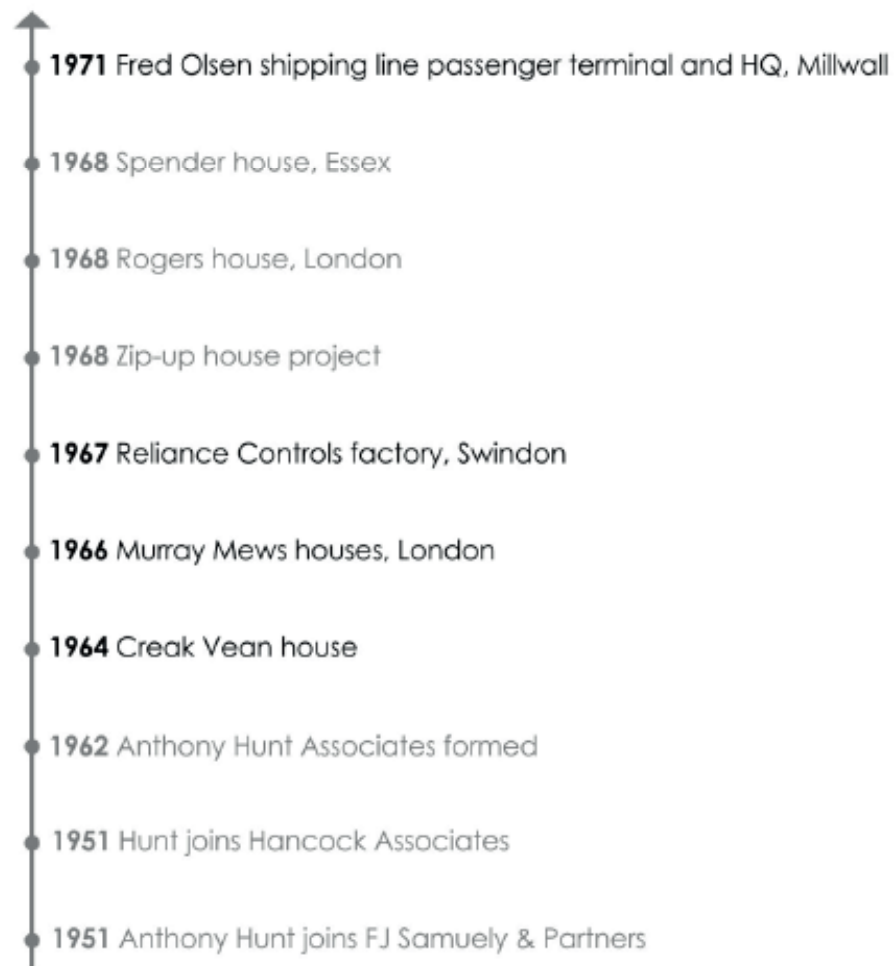 1971 Fred Olsen shipping line passenger terminal and HQ, Millwall
1968 Spender house, Essex
1968 Rogers house, London
1968 Zip-up house project
1967 Reliance Controls factory, Swindon
1966 Murray Mews houses, London
1964 Creak Vean house
1962 Anthony Hunt Associates formed
1951 Hunt joins Hancock Associates
1951 Anthony Hunt joins FJ Samuely & Partners